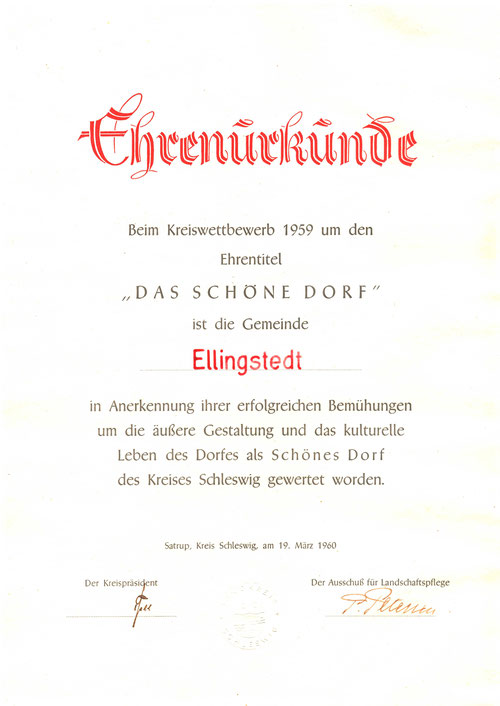 Ehrenurkunde
Beim Kreiswettbewerb 1959 um den
Ehrentitel
„DAS SCHÖNE DORF”
ist die Gemeinde
Ellingstedt
in Anerkennung ihrer erfolgreichen Bemühungen
um die äußere Gestaltung und das kulturelle
Leben des Dorfes als Schönes Dorf
des Kreises Schleswig gewertet worden.
Satrup, Kreis Schleswig, am 19. März 1960
Der Kreispräsident
Der Ausschuß für Landschaftspflege
P. Petersen